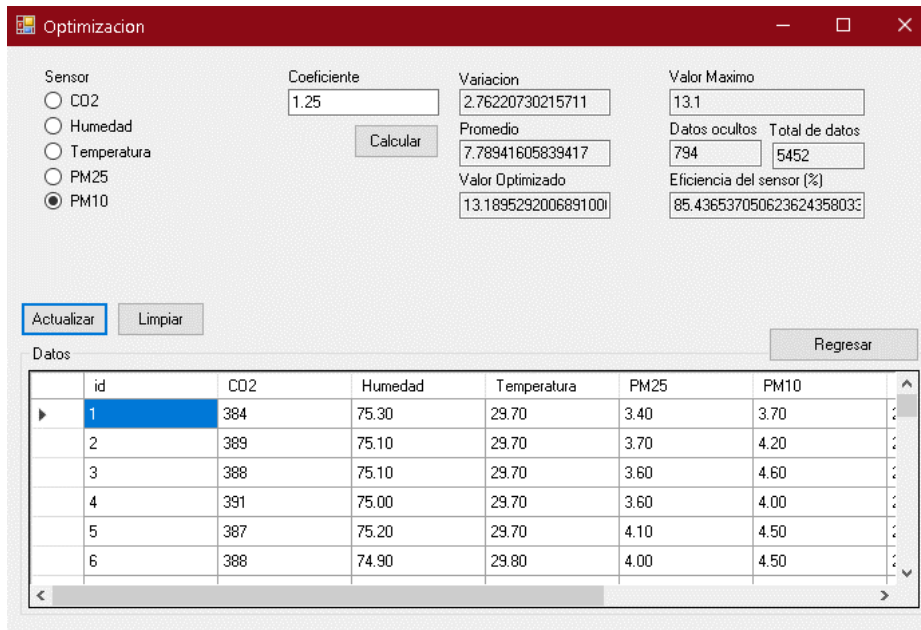 Optimizacion
Sensor
CO2
Humedad
Temperatura
PM25
PM10
Coeficiente
1.25
Calcular
Variacion
2.76220730215711
Promedio
7.78941605839417
Valor Optimizado
Valor Maximo
13.1
Datos ocultos Total de datos
794 5452
Eficiencia del sensor (%)
Actualizar Limpiar
Regresar
Datos
id CO2 Humedad Temperatura PM25 PM10
1 384 75.30 29.70 3.40 3.70
2 389 75.10 29.70 3.70 4.20
3 388 75.10 29.70 3.60 4.60
4 391 75.00 29.70 3.60 4.00
5 387 75.20 29.70 4.10 4.50
6 388 74.90 29.80 4.00 4.50